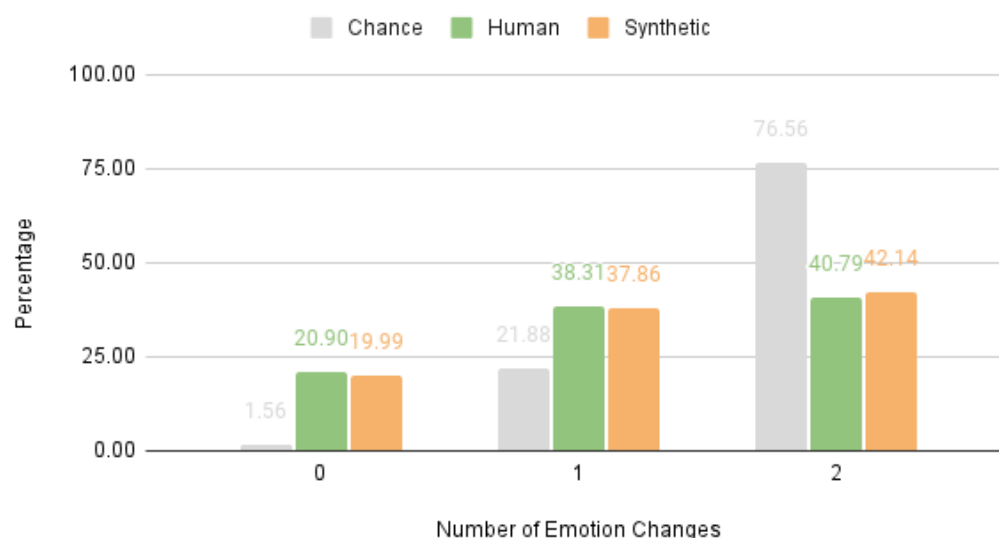 Chance Human Synthetic
100.00
76.56
75.00
50.00
38.31 37.86 40.79 42.14
25.00
20.90 19.99 21.88
1.56
0.00
0 1 2
Percentage
Number of Emotion Changes